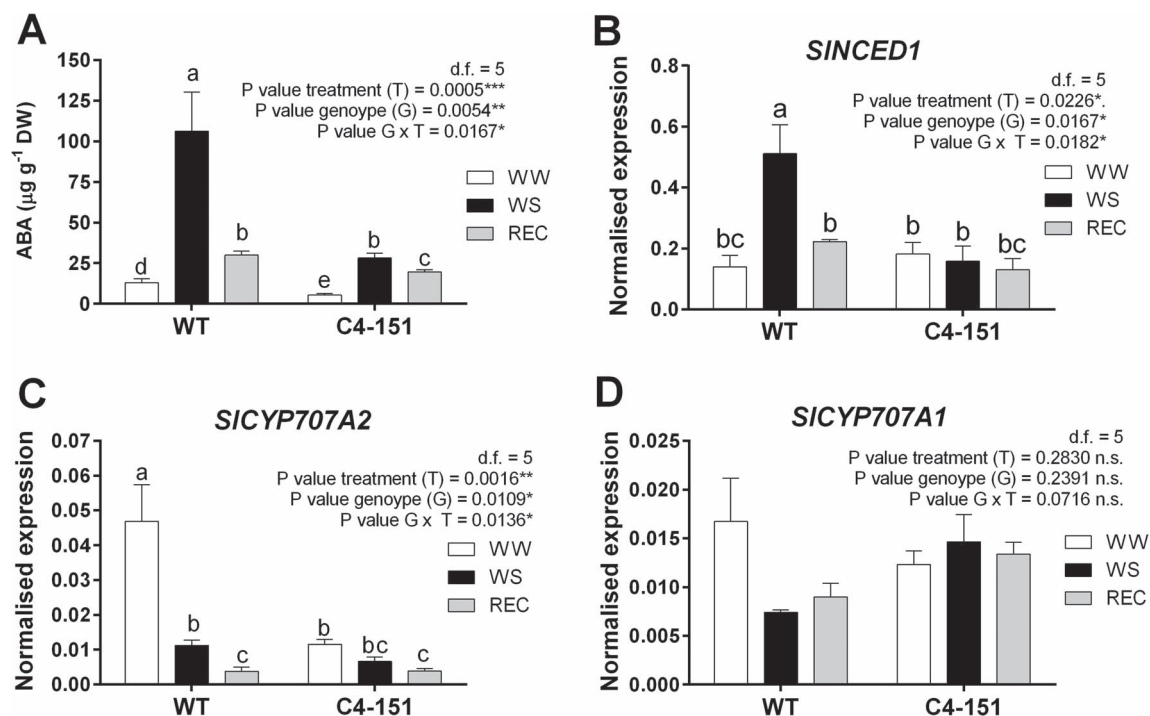 A
d.f. = 5
P value treatment (T) = 0.0005***
P value genoype (G) = 0.0054**
P value G x T = 0.0167*
ABA (µg g⁻¹ DW)
150
125
100
75
50
25
0
a
b
d
b
c
e
WW
WS
REC
WT
C4-151
B
SlNCED1
d.f. = 5
P value treatment (T) = 0.0226*.
P value genoype (G) = 0.0167*
P value G x T = 0.0182*
Normalised expression
0.8
0.6
0.4
0.2
0.0
bc
a
b
b
b
bc
WW
WS
REC
WT
C4-151
C
SlCYP707A2
d.f. = 5
P value treatment (T) = 0.0016**
P value genoype (G) = 0.0109*
P value G x T = 0.0136*
Normalised expression
0.07
0.06
0.05
0.04
0.03
0.02
0.01
0.00
a
b
c
b
bc
c
WW
WS
REC
WT
C4-151
D
SlCYP707A1
d.f. = 5
P value treatment (T) = 0.2830 n.s.
P value genoype (G) = 0.2391 n.s.
P value G x T = 0.0716 n.s.
Normalised expression
0.025
0.020
0.015
0.010
0.005
0.000
WW
WS
REC
WT
C4-151